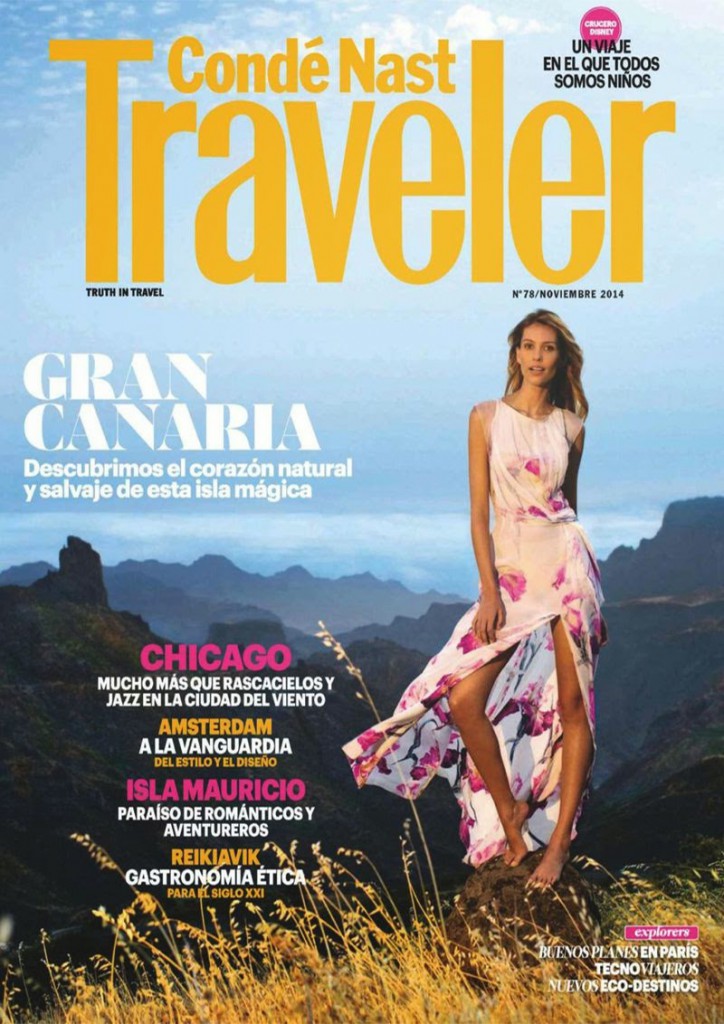 CRUCERO
DISNEY
UN VIAJE
EN EL QUE TODOS
SOMOS NIÑOS
Condé Nast
Traveler
TRUTH IN TRAVEL
Nº78/NOVIEMBRE 2014
GRAN
CANARIA
Descubrimos el corazón natural
y salvaje de esta isla mágica
CHICAGO
MUCHO MÁS QUE RASCACIELOS Y
JAZZ EN LA CIUDAD DEL VIENTO
AMSTERDAM
A LA VANGUARDIA
DEL ESTILO Y EL DISEÑO
ISLA MAURICIO
PARAÍSO DE ROMÁNTICOS Y
AVENTUREROS
REIKIAVIK
GASTRONOMÍA ÉTICA
PARA EL SIGLO XXI
explorers
BUENOS PLANES EN PARÍS
TECNOVIAJEROS
NUEVOS ECO-DESTINOS